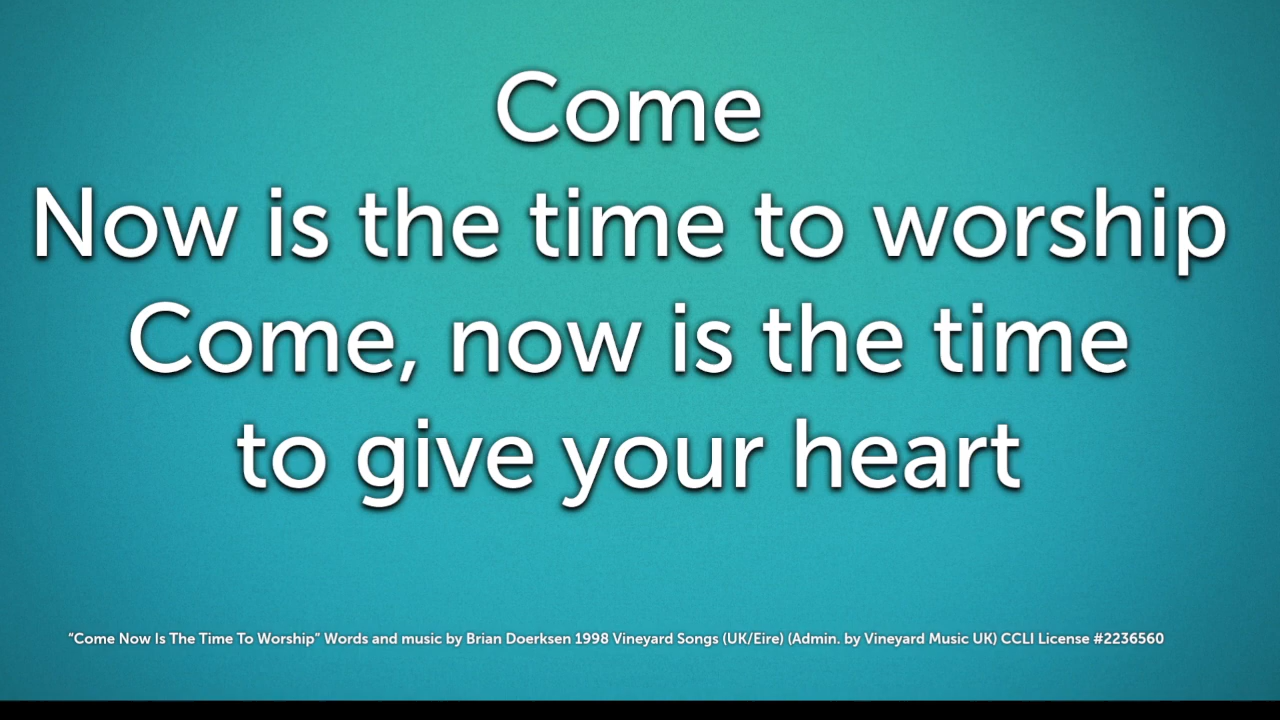 Come
Now is the time to worship
Come, now is the time
to give your heart
“Come Now Is The Time To Worship” Words and music by Brian Doerksen 1998 Vineyard Songs (UK/Eire) (Admin. by Vineyard Music UK) CCLI License #2236560